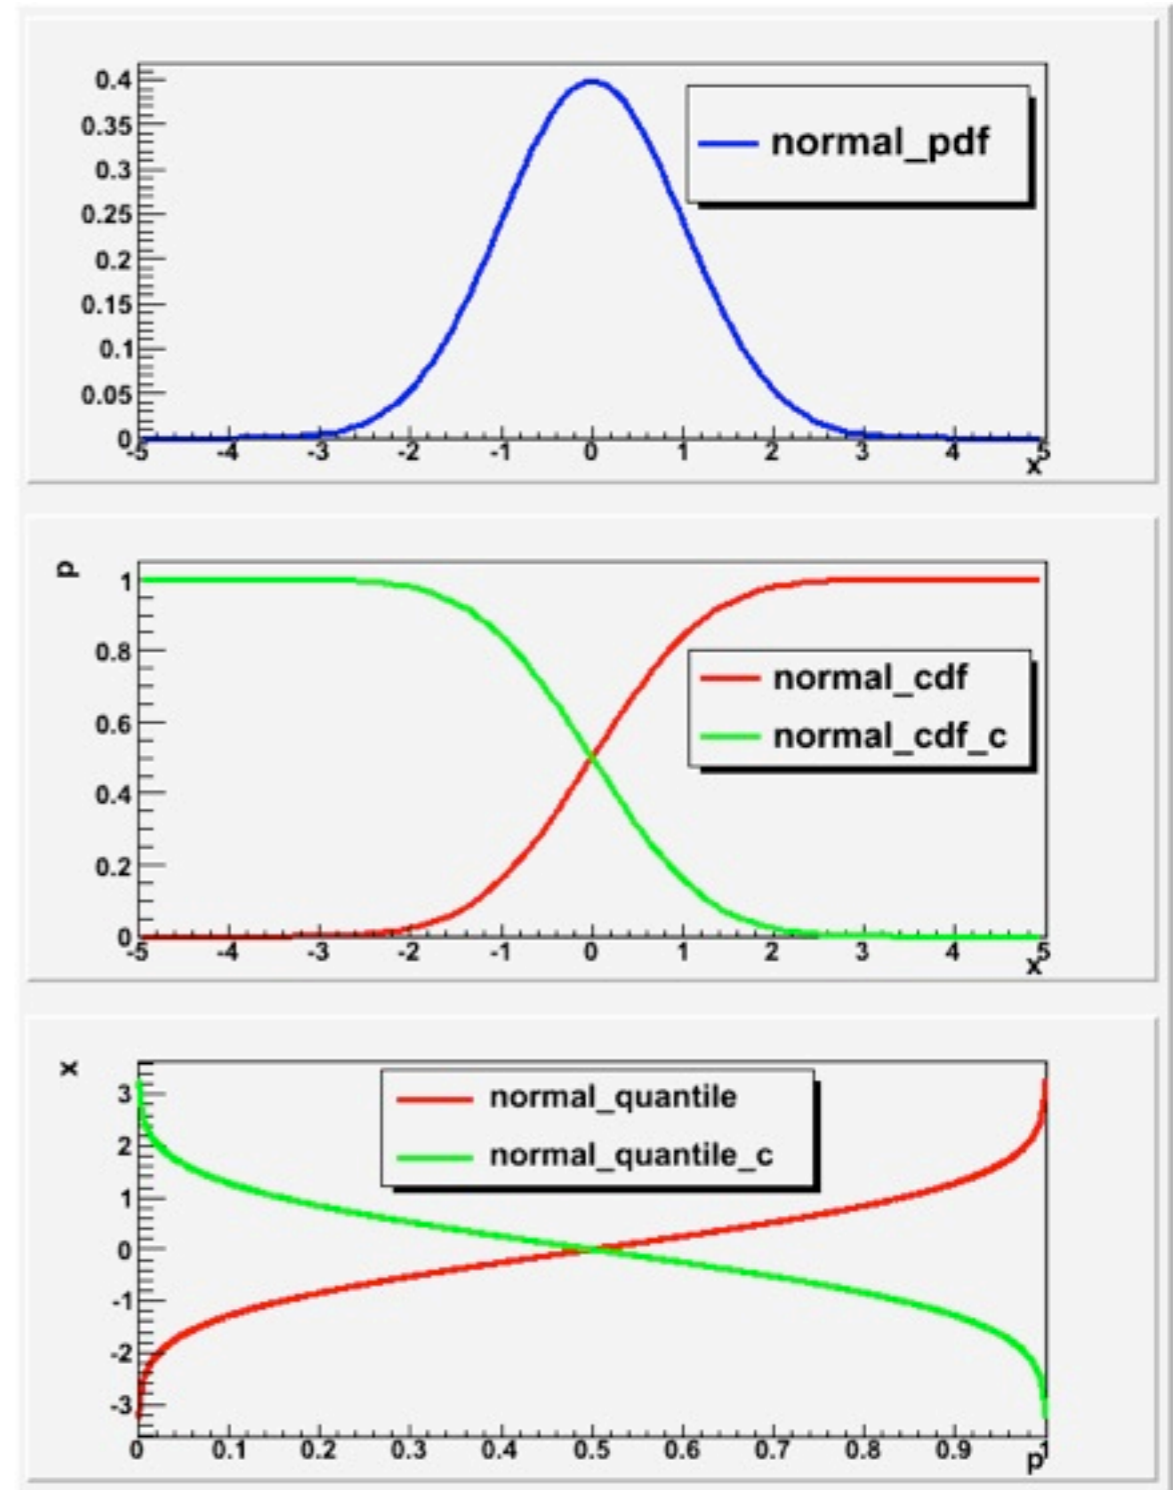 0.4
0.35
0.3
0.25
0.2
0.15
0.1
0.05
0
normal_pdf
-5 -4 -3 -2 -1 0 1 2 3 4 5
x
p
1
0.8
0.6
0.4
0.2
0
normal_cdf
normal_cdf_c
-5 -4 -3 -2 -1 0 1 2 3 4 5
x
x
3
2
1
0
-1
-2
-3
normal_quantile
normal_quantile_c
0 0.1 0.2 0.3 0.4 0.5 0.6 0.7 0.8 0.9 1
p